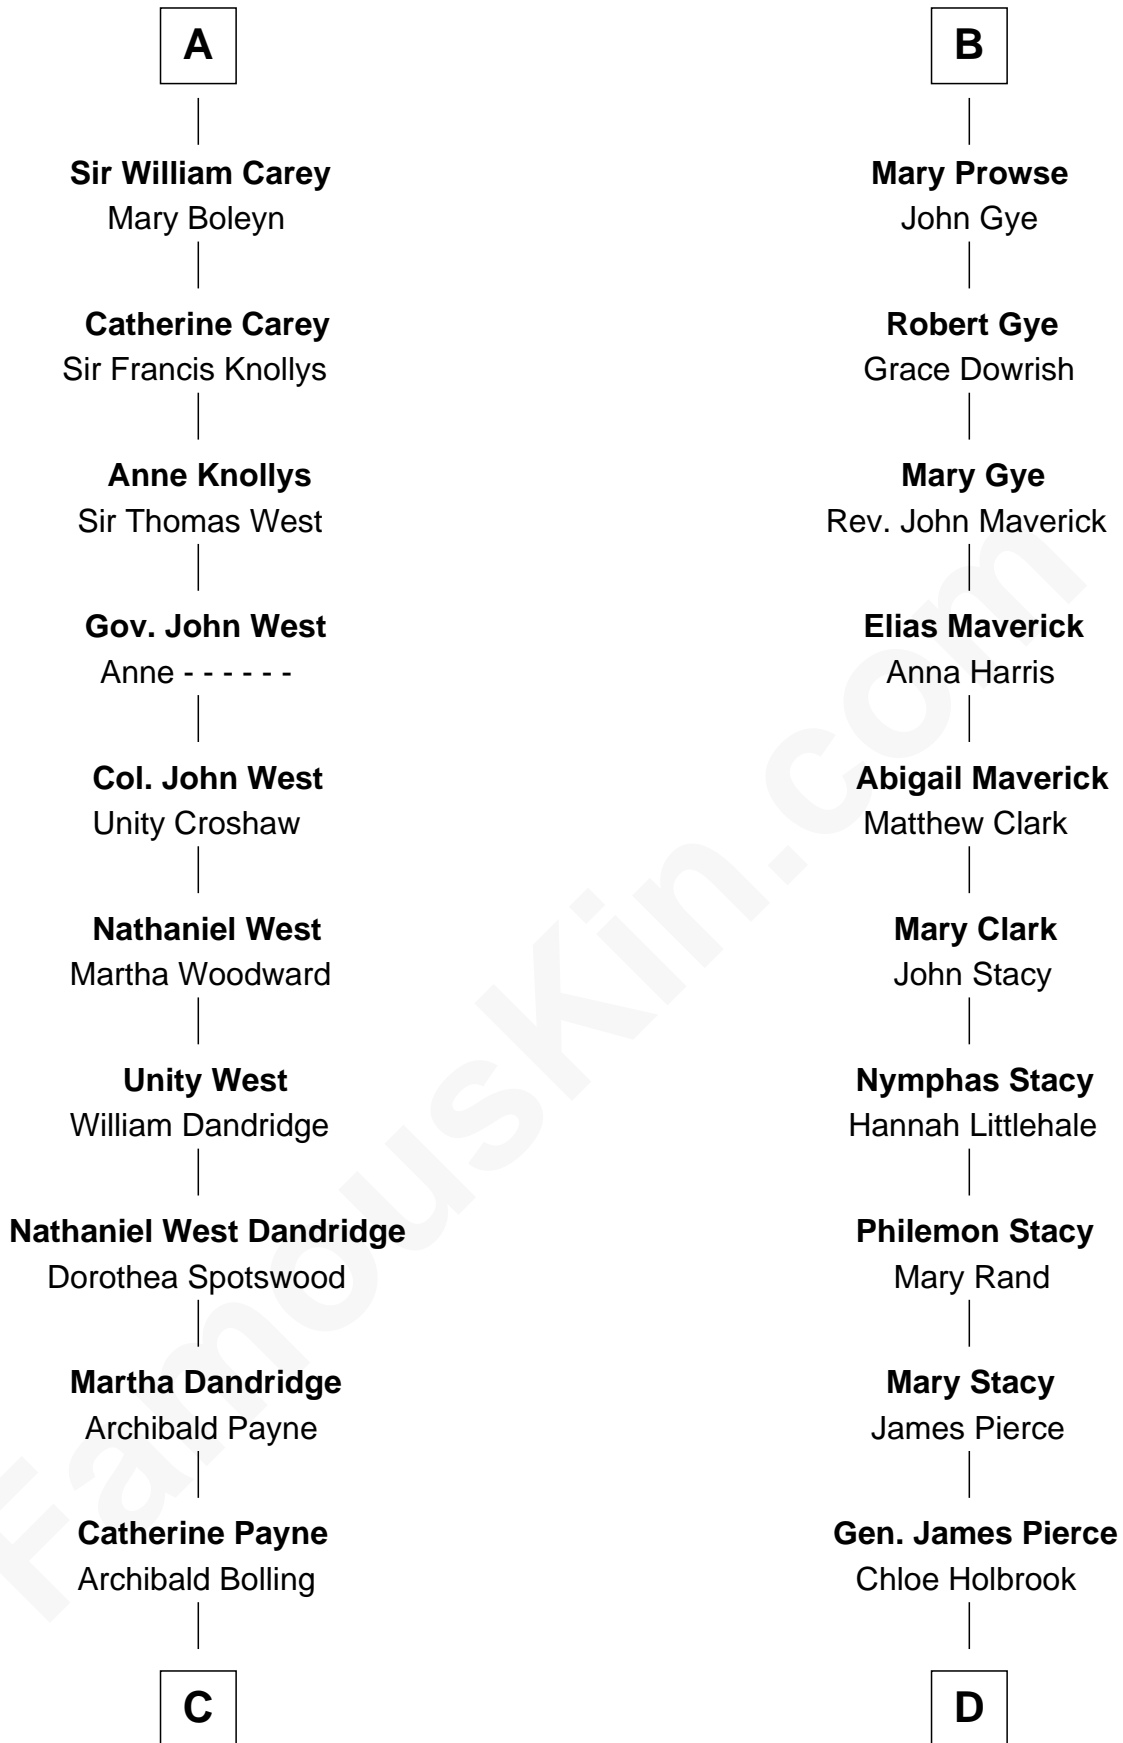 A
Sir William Carey
Mary Boleyn
Catherine Carey
Sir Francis Knollys
Anne Knollys
Sir Thomas West
Gov. John West
Anne - - - - - -
Col. John West
Unity Croshaw
Nathaniel West
Martha Woodward
Unity West
William Dandridge
Nathaniel West Dandridge
Dorothea Spotswood
Martha Dandridge
Archibald Payne
Catherine Payne
Archibald Bolling
C
B
Mary Prowse
John Gye
Robert Gye
Grace Dowrish
Mary Gye
Rev. John Maverick
Elias Maverick
Anna Harris
Abigail Maverick
Matthew Clark
Mary Clark
John Stacy
Nymphas Stacy
Hannah Littlehale
Philemon Stacy
Mary Rand
Mary Stacy
James Pierce
Gen. James Pierce
Chloe Holbrook
D
FamousKin.com